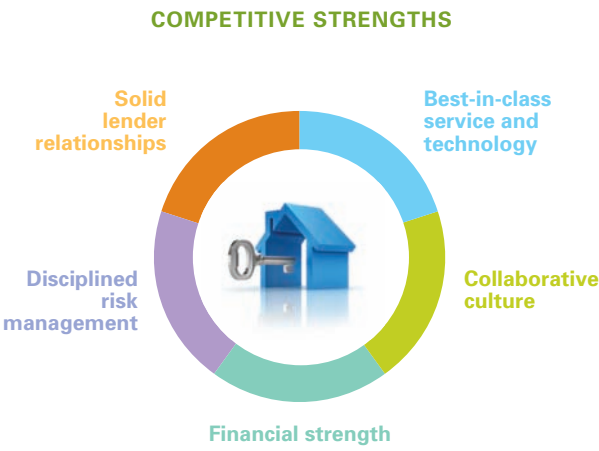 COMPETITIVE STRENGTHS
Solid
lender
relationships
Best-in-class
service and
technology
Disciplined
risk
management
Collaborative
culture
Financial strength